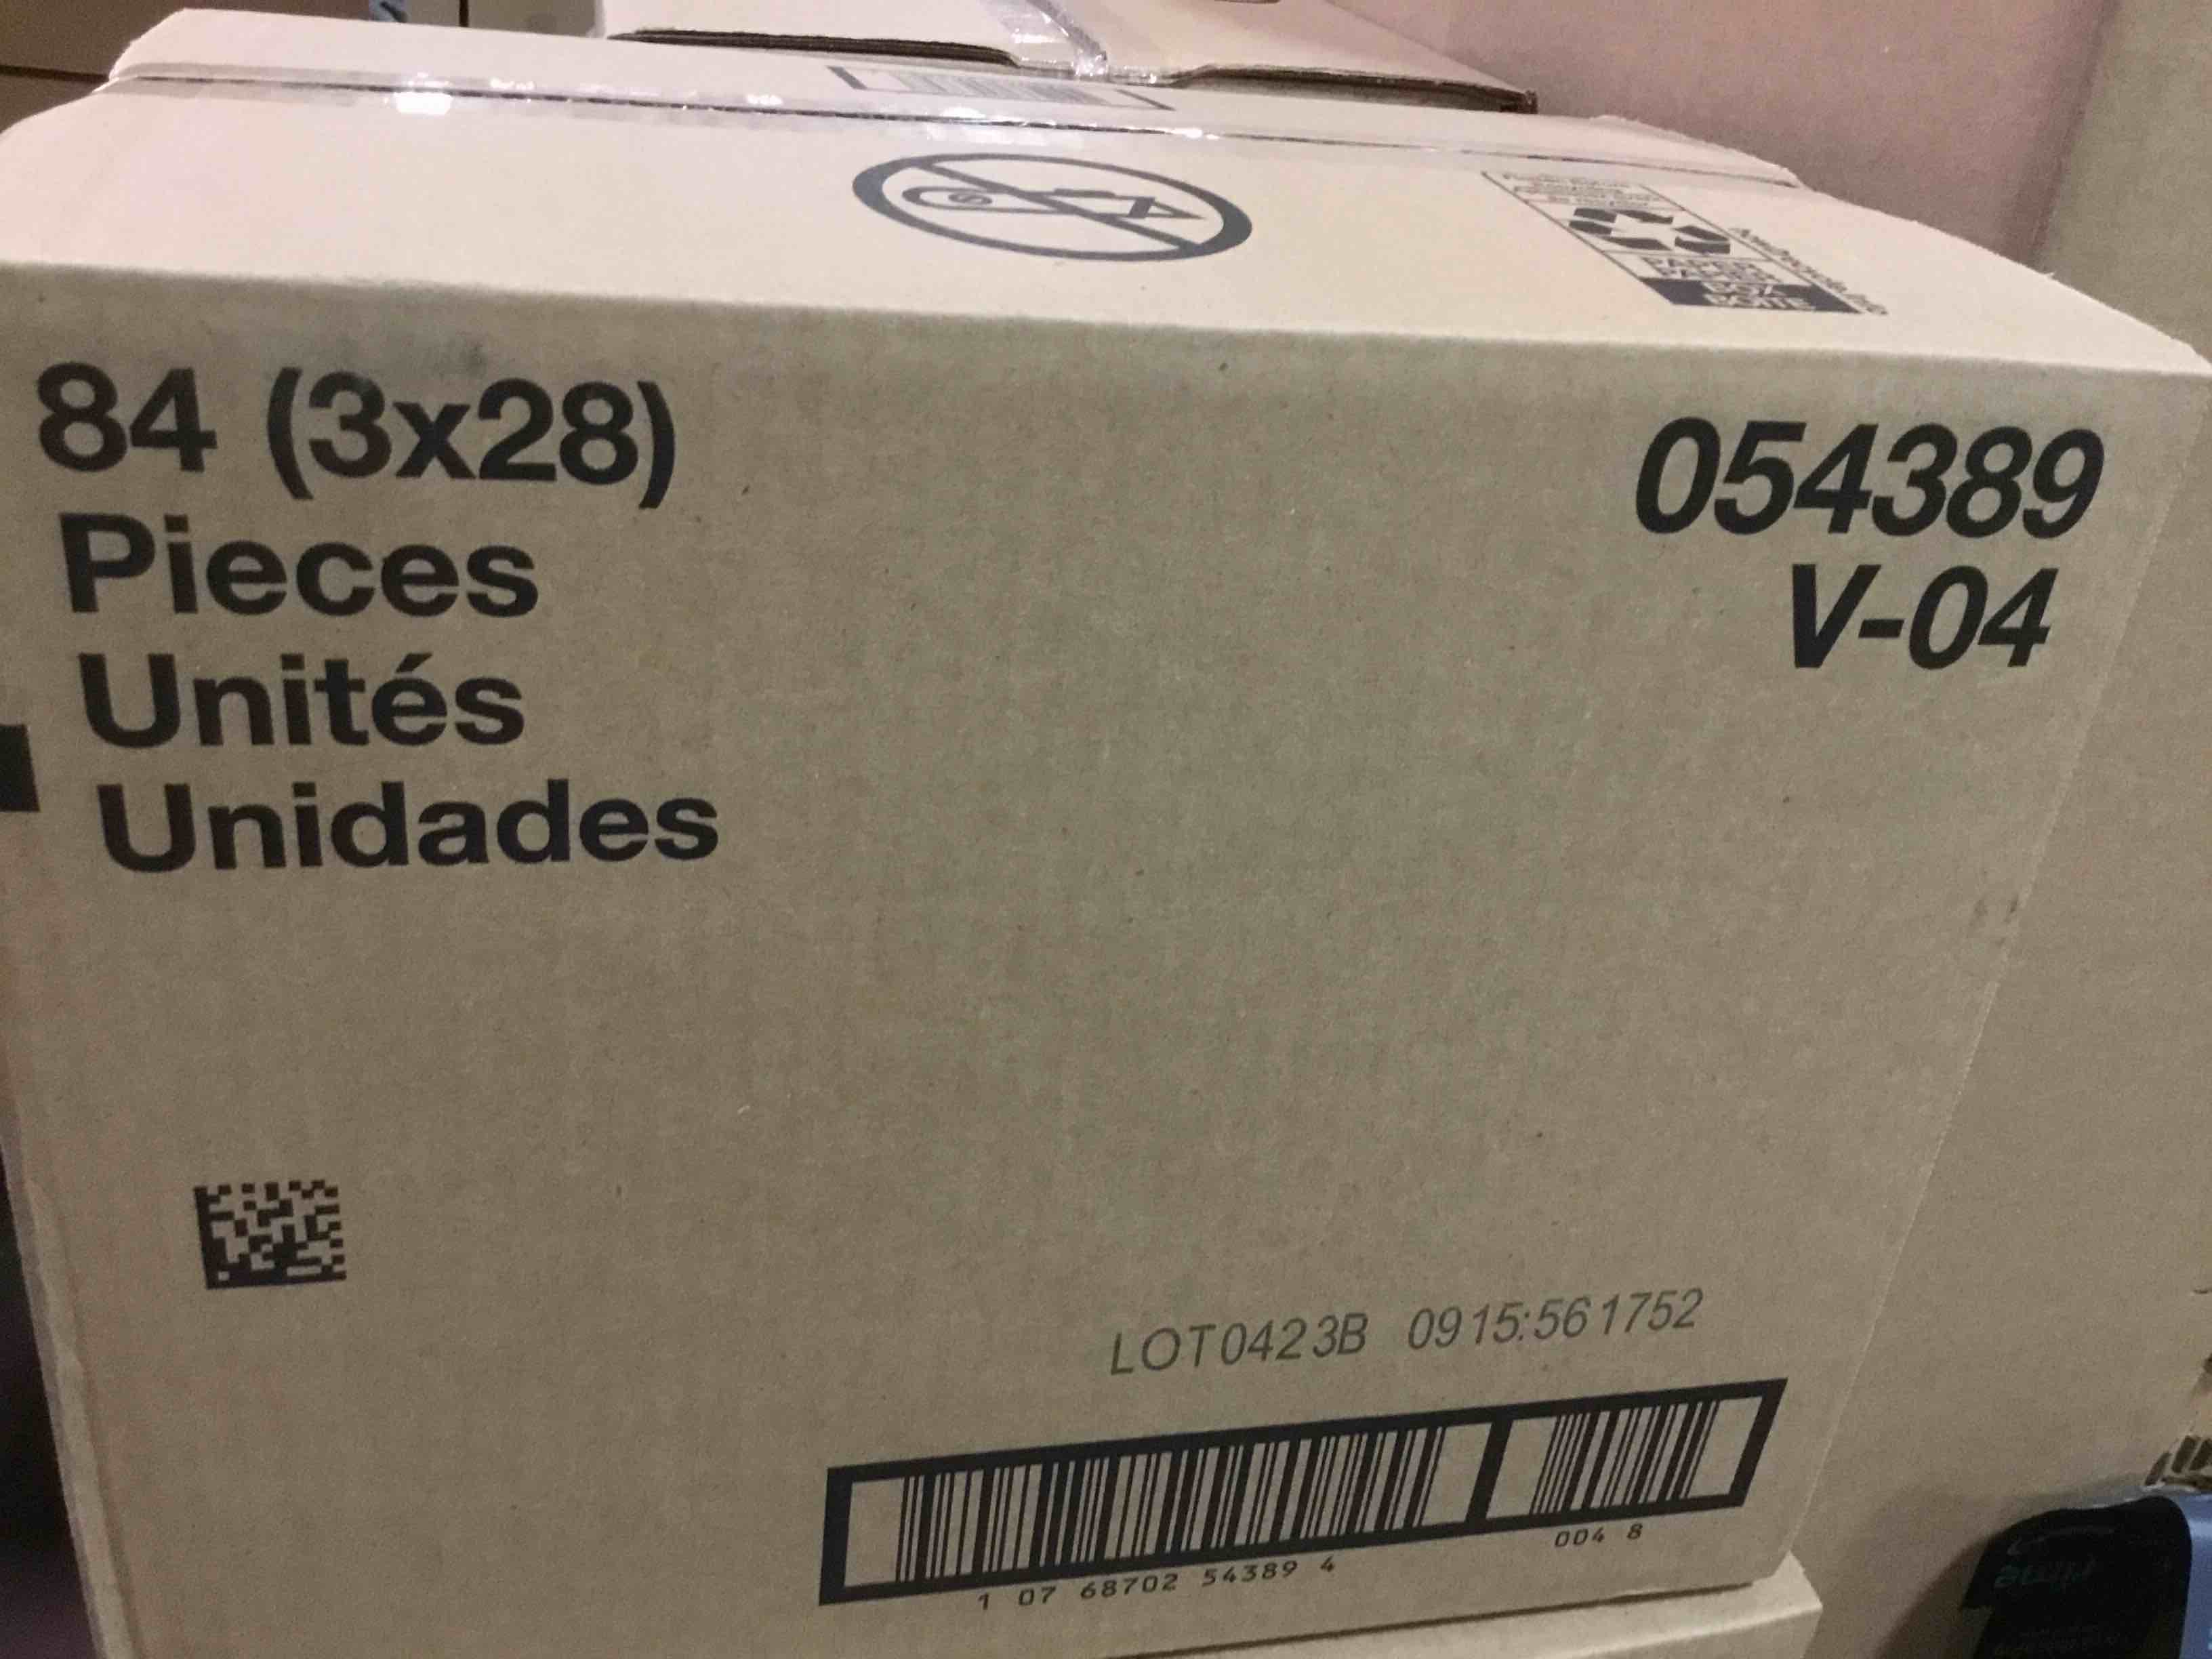 84 (3x28)
Pieces
Unités
Unidades
054389
V-04
LOT0423B 0915:561752
1 07 68702 54389 4
004 8